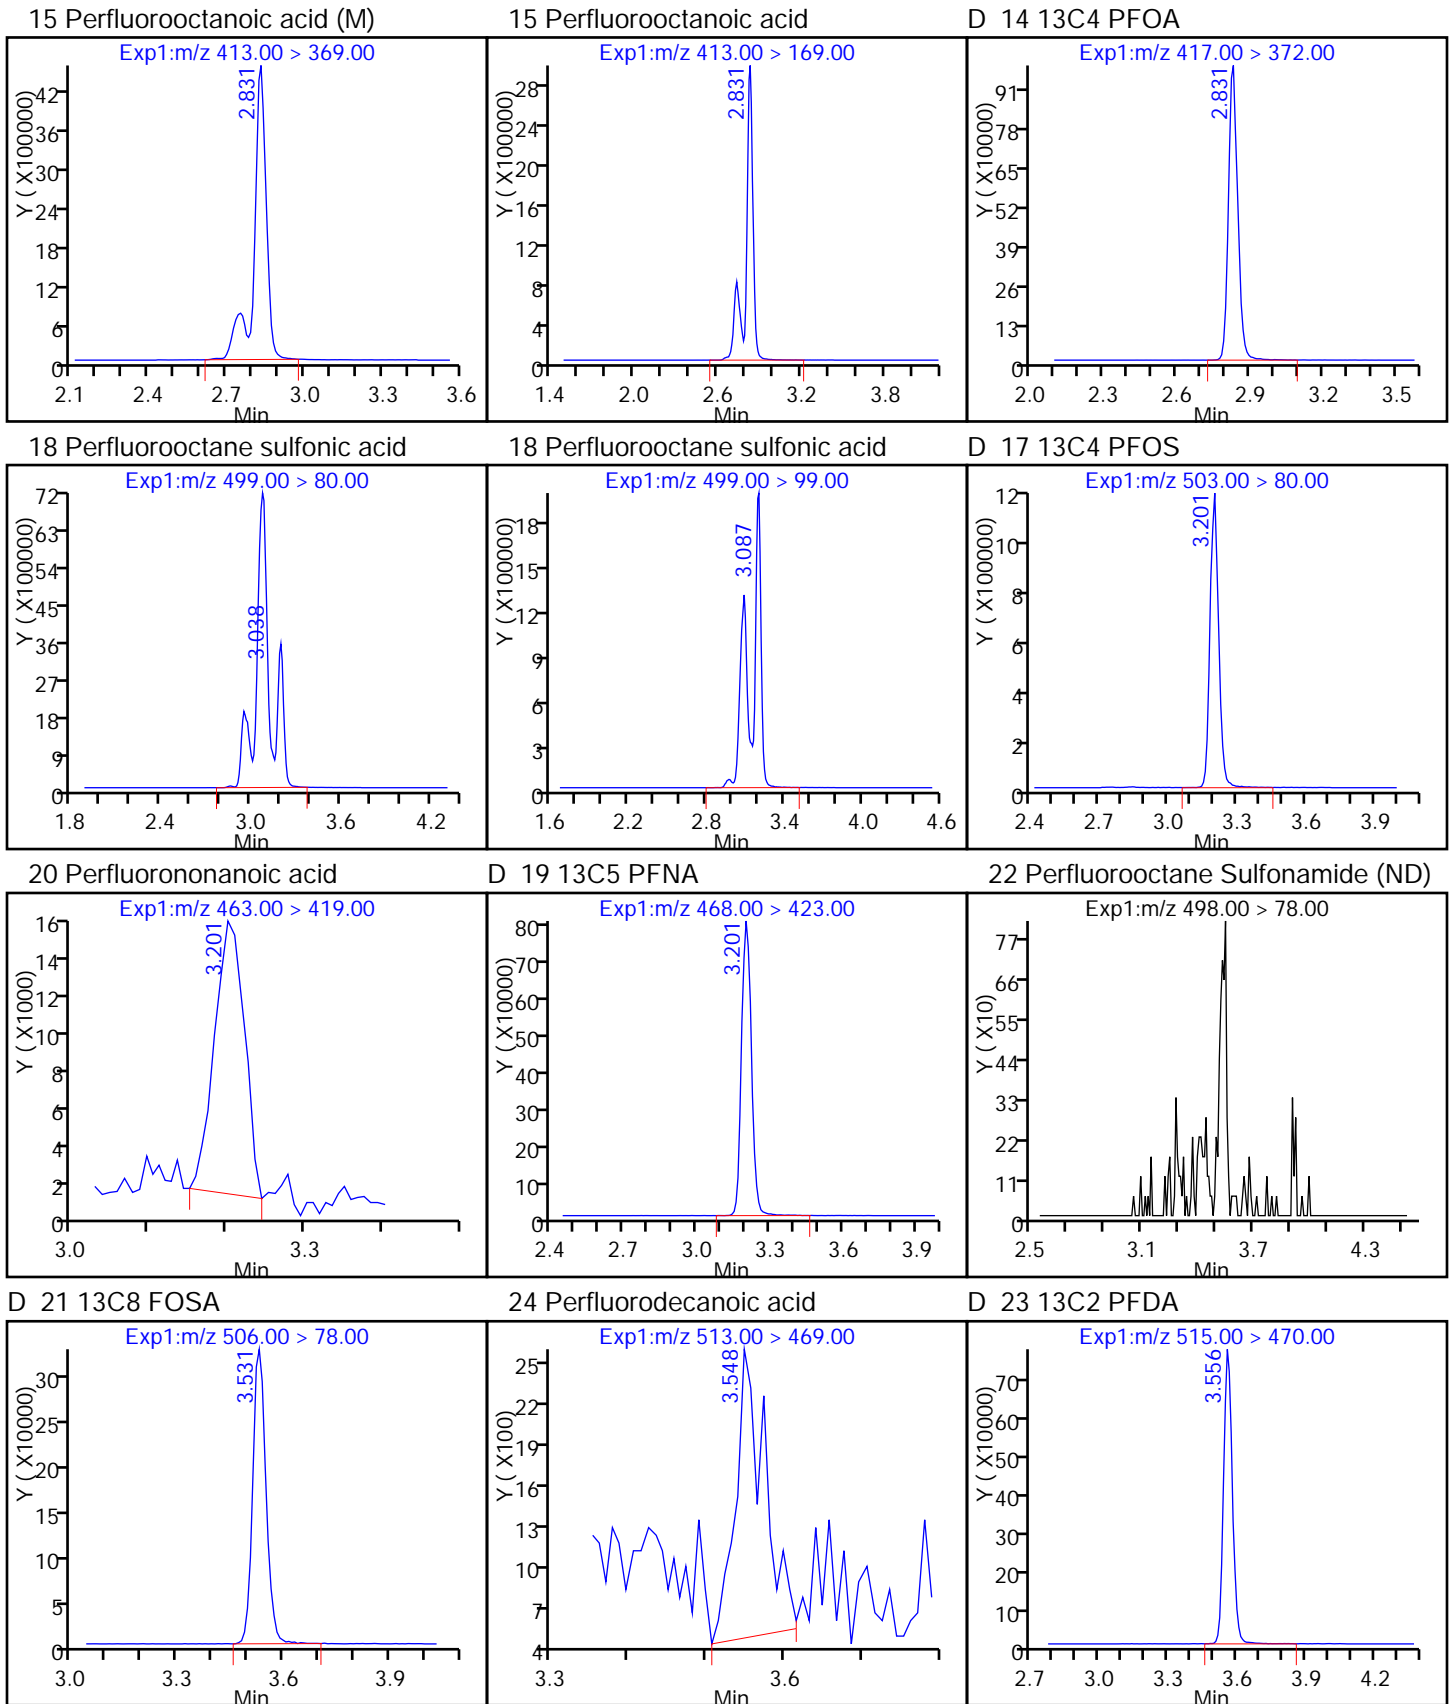 15 Perfluorooctanoic acid (M)
Exp1:m/z 413.00 > 369.00
Y ( X100000)
42
36
30
24
18
12
6
0
2.831
2.1 2.4 2.7 3.0 3.3 3.6
Min
15 Perfluorooctanoic acid
Exp1:m/z 413.00 > 169.00
Y ( X100000)
28
24
20
16
12
8
4
0
2.831
1.4 2.0 2.6 3.2 3.8
Min
D 14 13C4 PFOA
Exp1:m/z 417.00 > 372.00
Y ( X100000)
91
78
65
52
39
26
13
0
2.831
2.0 2.3 2.6 2.9 3.2 3.5
Min
18 Perfluorooctane sulfonic acid
Exp1:m/z 499.00 > 80.00
Y ( X100000)
72
63
54
45
36
27
18
9
0
3.038
1.8 2.4 3.0 3.6 4.2
Min
18 Perfluorooctane sulfonic acid
Exp1:m/z 499.00 > 99.00
Y ( X100000)
18
15
12
9
6
3
0
3.087
1.6 2.2 2.8 3.4 4.0 4.6
Min
D 17 13C4 PFOS
Exp1:m/z 503.00 > 80.00
Y ( X100000)
12
10
8
6
4
2
0
3.201
2.4 2.7 3.0 3.3 3.6 3.9
Min
20 Perfluorononanoic acid
Exp1:m/z 463.00 > 419.00
Y ( X1000)
16
14
12
10
8
6
4
2
0
3.201
3.0 3.3
Min
D 19 13C5 PFNA
Exp1:m/z 468.00 > 423.00
Y ( X10000)
80
70
60
50
40
30
20
10
0
3.201
2.4 2.7 3.0 3.3 3.6 3.9
Min
22 Perfluorooctane Sulfonamide (ND)
Exp1:m/z 498.00 > 78.00
Y ( X10)
77
66
55
44
33
22
11
0
2.5 3.1 3.7 4.3
Min
D 21 13C8 FOSA
Exp1:m/z 506.00 > 78.00
Y ( X10000)
30
25
20
15
10
5
0
3.531
3.0 3.3 3.6 3.9
Min
24 Perfluorodecanoic acid
Exp1:m/z 513.00 > 469.00
Y ( X100)
25
22
19
16
13
10
7
4
3.548
3.3 3.6
Min
D 23 13C2 PFDA
Exp1:m/z 515.00 > 470.00
Y ( X10000)
70
60
50
40
30
20
10
0
3.556
2.7 3.0 3.3 3.6 3.9 4.2
Min